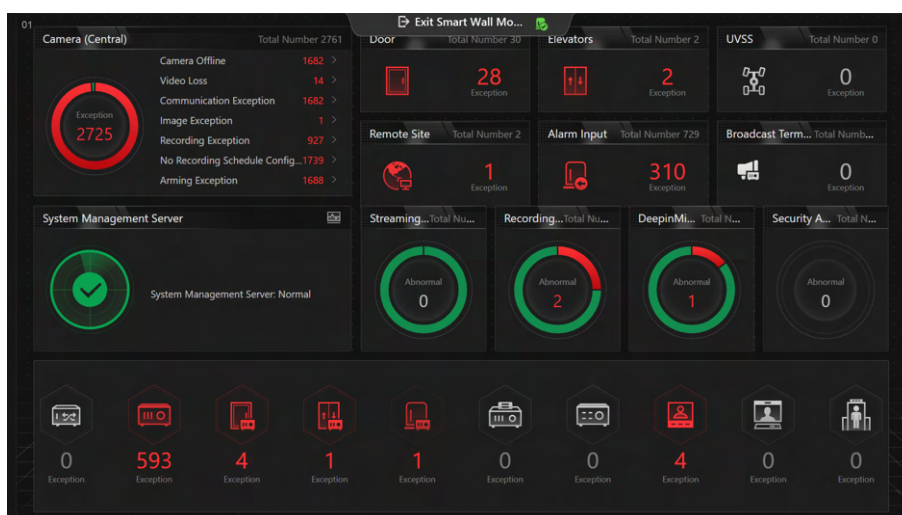 01
Exit Smart Wall Mo...
Camera (Central) Total Number 2761
Exception
2725
Camera Offline 1682 >
Video Loss 14 >
Communication Exception 1682 >
Image Exception 1 >
Recording Exception 927 >
No Recording Schedule Config...1739 >
Arming Exception 1688 >
Door Total Number 30
28
Exception
Elevators Total Number 2
2
Exception
UVSS Total Number 0
0
Exception
Remote Site Total Number 2
1
Exception
Alarm Input Total Number 729
310
Exception
Broadcast Term... Total Numb...
0
Exception
System Management Server
System Management Server: Normal
Streaming...Total Nu...
Abnormal
0
Recording...Total Nu...
Abnormal
2
DeepinMi... Total N...
Abnormal
1
Security A... Total N...
Abnormal
0
0
Exception
593
Exception
4
Exception
1
Exception
1
Exception
0
Exception
0
Exception
4
Exception
0
Exception
0
Exception